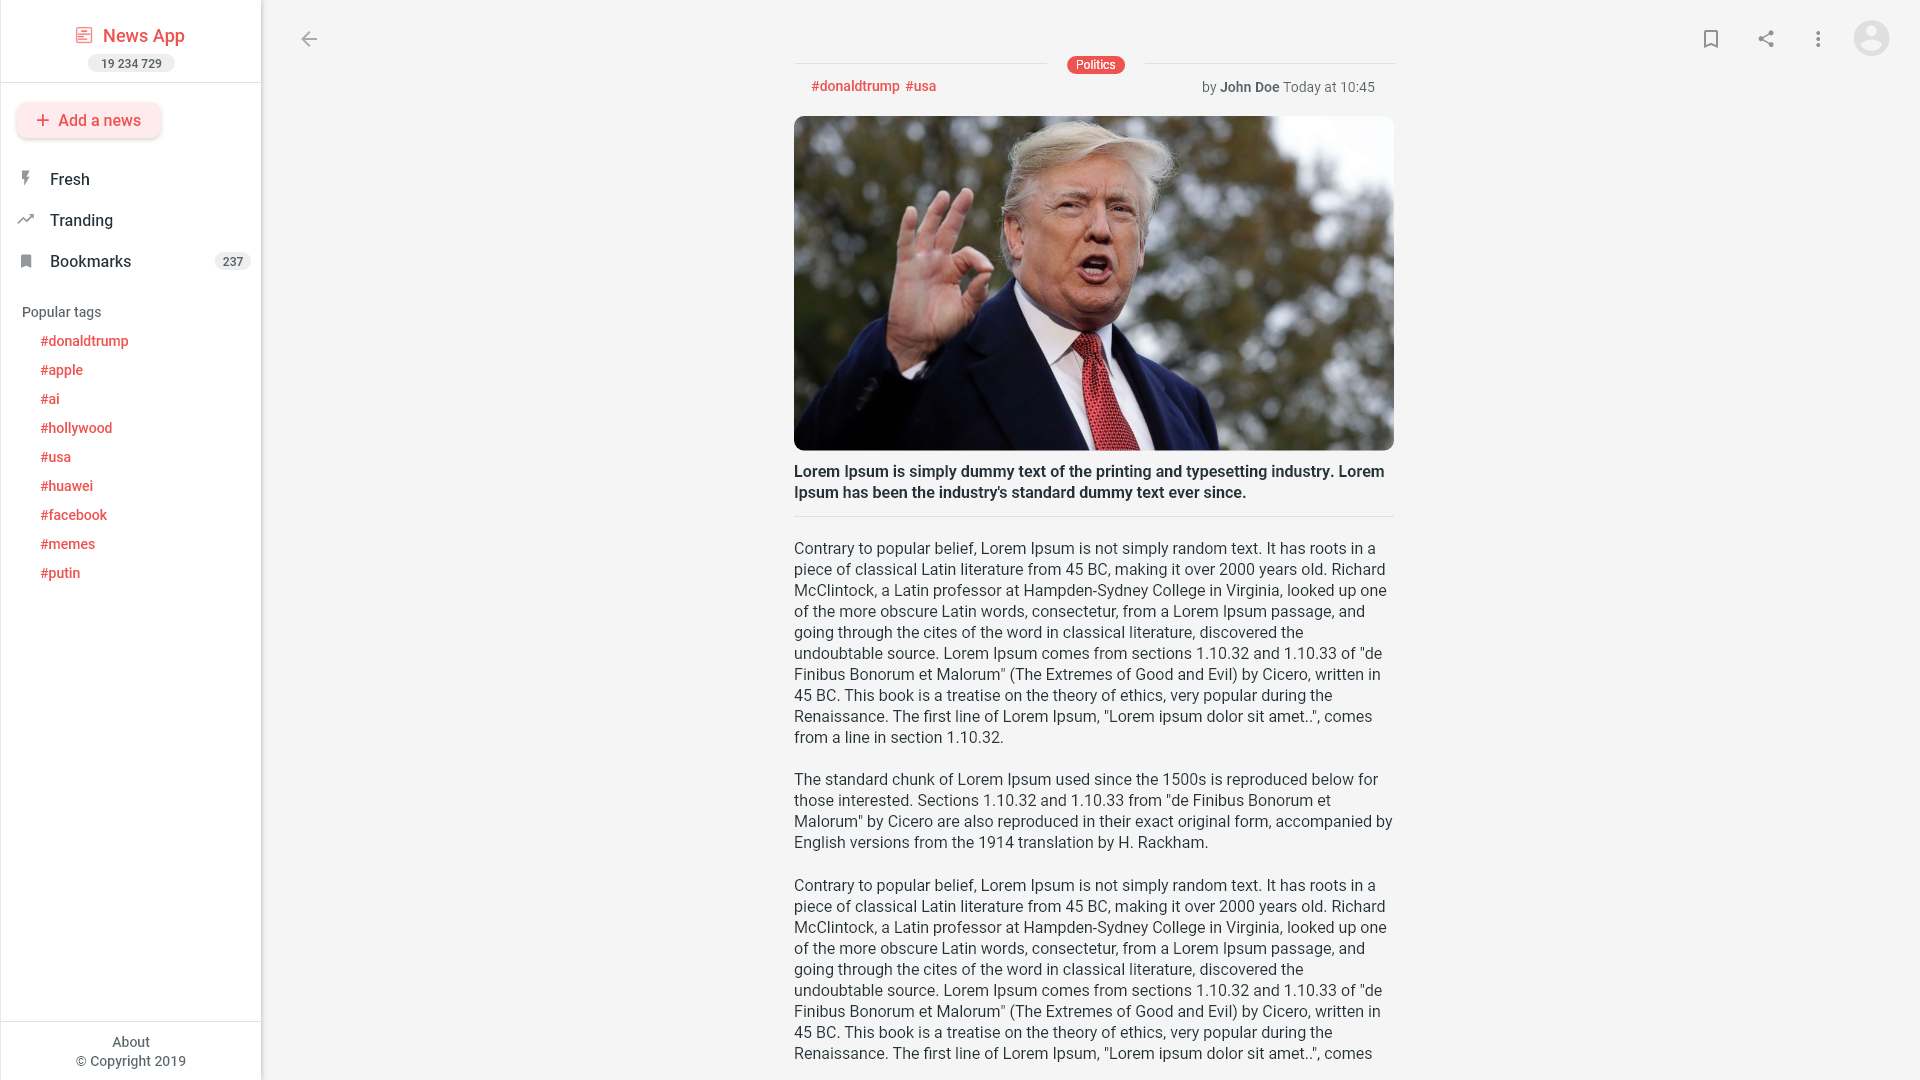 News App
19 234 729
Add a news
Fresh
Tranding
Bookmarks
237
Popular tags
#donaldtrump
#apple
#ai
#hollywood
#usa
#huawei
#facebook
#memes
#putin
About
© Copyright 2019
Politics
#donaldtrump #usa
by John Doe Today at 10:45
Lorem Ipsum is simply dummy text of the printing and typesetting industry. Lorem
Ipsum has been the industry's standard dummy text ever since.
Contrary to popular belief, Lorem Ipsum is not simply random text. It has roots in a
piece of classical Latin literature from 45 BC, making it over 2000 years old. Richard
McClintock, a Latin professor at Hampden-Sydney College in Virginia, looked up one
of the more obscure Latin words, consectetur, from a Lorem Ipsum passage, and
going through the cites of the word in classical literature, discovered the
undoubtable source. Lorem Ipsum comes from sections 1.10.32 and 1.10.33 of "de
Finibus Bonorum et Malorum" (The Extremes of Good and Evil) by Cicero, written in
45 BC. This book is a treatise on the theory of ethics, very popular during the
Renaissance. The first line of Lorem Ipsum, "Lorem ipsum dolor sit amet..", comes
from a line in section 1.10.32.
The standard chunk of Lorem Ipsum used since the 1500s is reproduced below for
those interested. Sections 1.10.32 and 1.10.33 from "de Finibus Bonorum et
Malorum" by Cicero are also reproduced in their exact original form, accompanied by
English versions from the 1914 translation by H. Rackham.
Contrary to popular belief, Lorem Ipsum is not simply random text. It has roots in a
piece of classical Latin literature from 45 BC, making it over 2000 years old. Richard
McClintock, a Latin professor at Hampden-Sydney College in Virginia, looked up one
of the more obscure Latin words, consectetur, from a Lorem Ipsum passage, and
going through the cites of the word in classical literature, discovered the
undoubtable source. Lorem Ipsum comes from sections 1.10.32 and 1.10.33 of "de
Finibus Bonorum et Malorum" (The Extremes of Good and Evil) by Cicero, written in
45 BC. This book is a treatise on the theory of ethics, very popular during the
Renaissance. The first line of Lorem Ipsum, "Lorem ipsum dolor sit amet..", comes